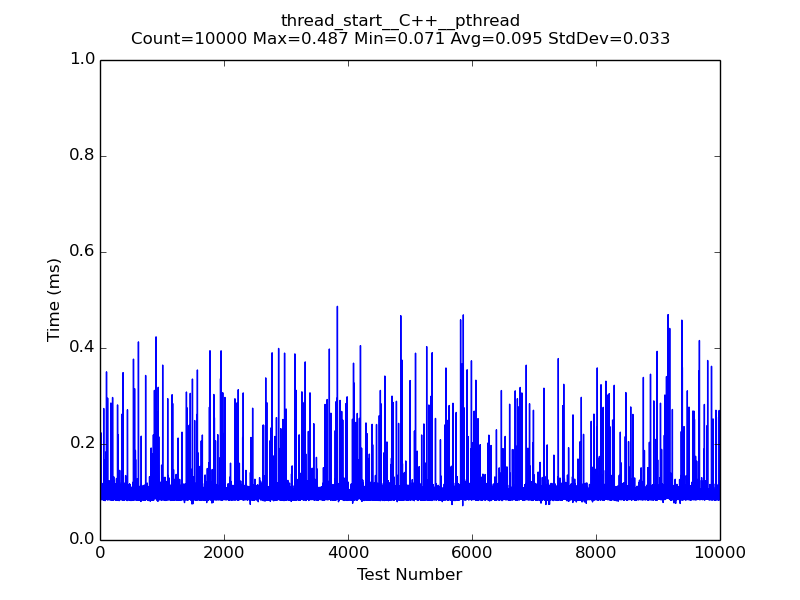 thread_start__C++__pthread
Count=10000 Max=0.487 Min=0.071 Avg=0.095 StdDev=0.033
1.0
0.8
0.6
0.4
0.2
0.0
Time (ms)
0 2000 4000 6000 8000 10000
Test Number